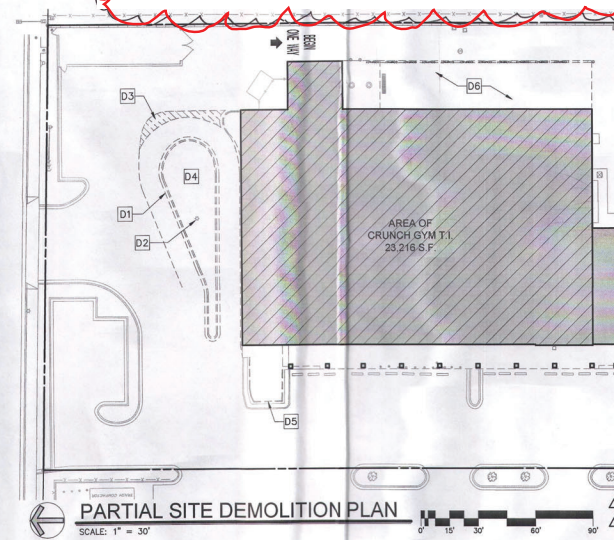 BEGIN
ONE WAY
D3
D6
D4
D1
D2
AREA OF
CRUNCH GYM T.I.
23,216 S.F.
D5
PARTIAL SITE DEMOLITION PLAN
SCALE: 1" = 30'
0' 15' 30' 60' 90'